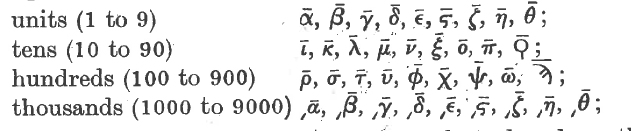 units (1 to 9) ᾱ, β̄, γ̄, δ̄, ε̄, ϛ̄, ζ̄, η̄, θ̄;
tens (10 to 90) ῑ, κ̄, λ̄, μ̄, ν̄, ξ̄, ο̄, π̄, ϙ̄;
hundreds (100 to 900) ρ̄, σ̄, τ̄, ῡ, φ̄, χ̄, ψ̄, ω̄, ϡ̄;
thousands (1000 to 9000) ͵ᾱ, ͵β̄, ͵γ̄, ͵δ̄, ͵ε̄, ͵ϛ̄, ͵ζ̄, ͵η̄, ͵θ̄;